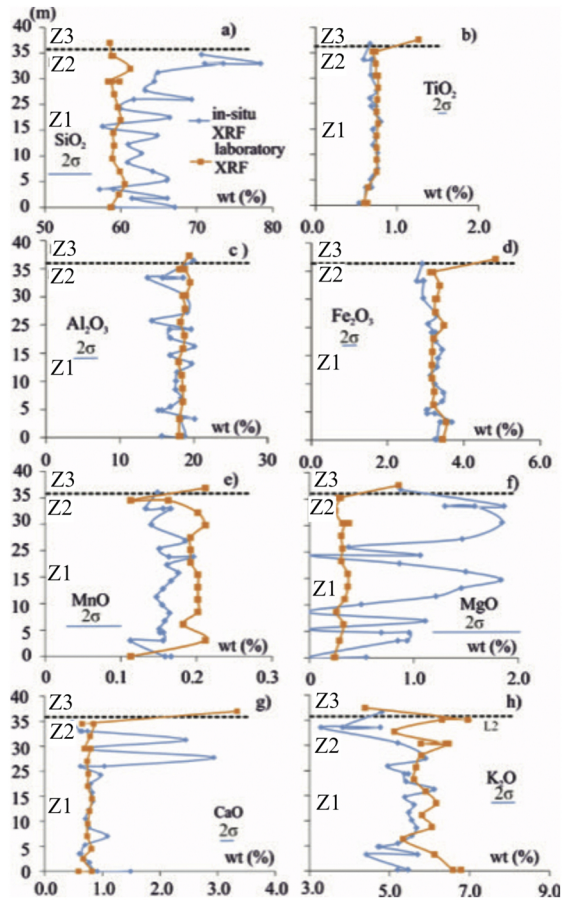 (m)
40 Z3 a)
35
30 Z2
25
20
15 Z1 in-situ
XRF
10 SiO₂ laboratory
5 2σ XRF
0 wt (%)
50 60 70 80
Z3 b)
Z2
TiO₂
2σ
Z1
wt (%)
0.0 1.0 2.0
40 Z3 c)
35
30 Z2
25
20 Al₂O₃
15 2σ
Z1
10
5
0 wt (%)
0 10 20 30
Z3 d)
Z2
Fe₂O₃
2σ
Z1
wt (%)
0.0 2.0 4.0 6.0
40 Z3 e)
35
30 Z2
25
20
15 Z1
10 MnO
5 2σ
0 wt (%)
0 0.1 0.2 0.3
Z3 f)
Z2
Z1
MgO
2σ
wt (%)
0.0 1.0 2.0
40 Z3 g)
35
30 Z2
25
20
15 Z1
10 CaO
5 2σ
0 wt (%)
0.0 1.0 2.0 3.0 4.0
Z3 h)
L2
Z2
K₂O
Z1 2σ
wt (%)
3.0 5.0 7.0 9.0